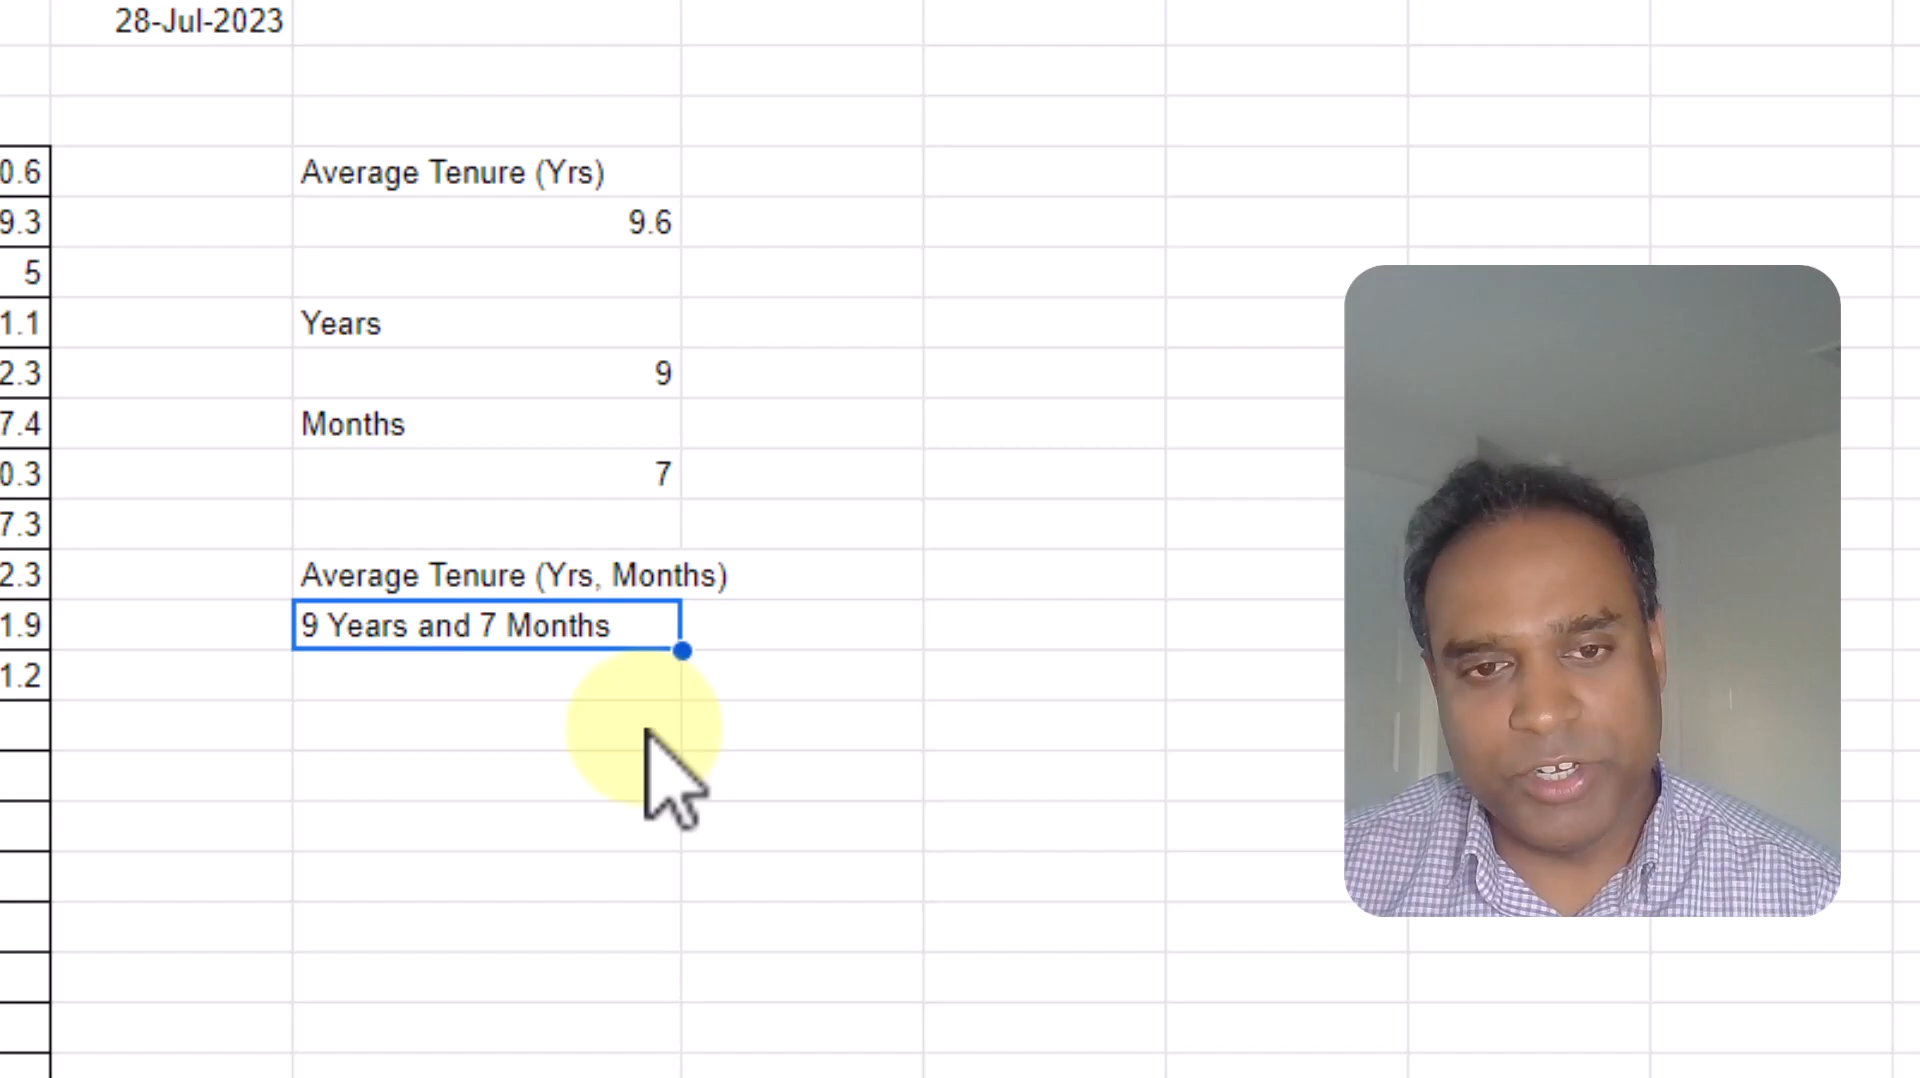 28-Jul-2023
0.6 Average Tenure (Yrs)
9.3 9.6
5
1.1 Years
2.3 9
7.4 Months
0.3 7
7.3
2.3 Average Tenure (Yrs, Months)
1.9 9 Years and 7 Months
1.2